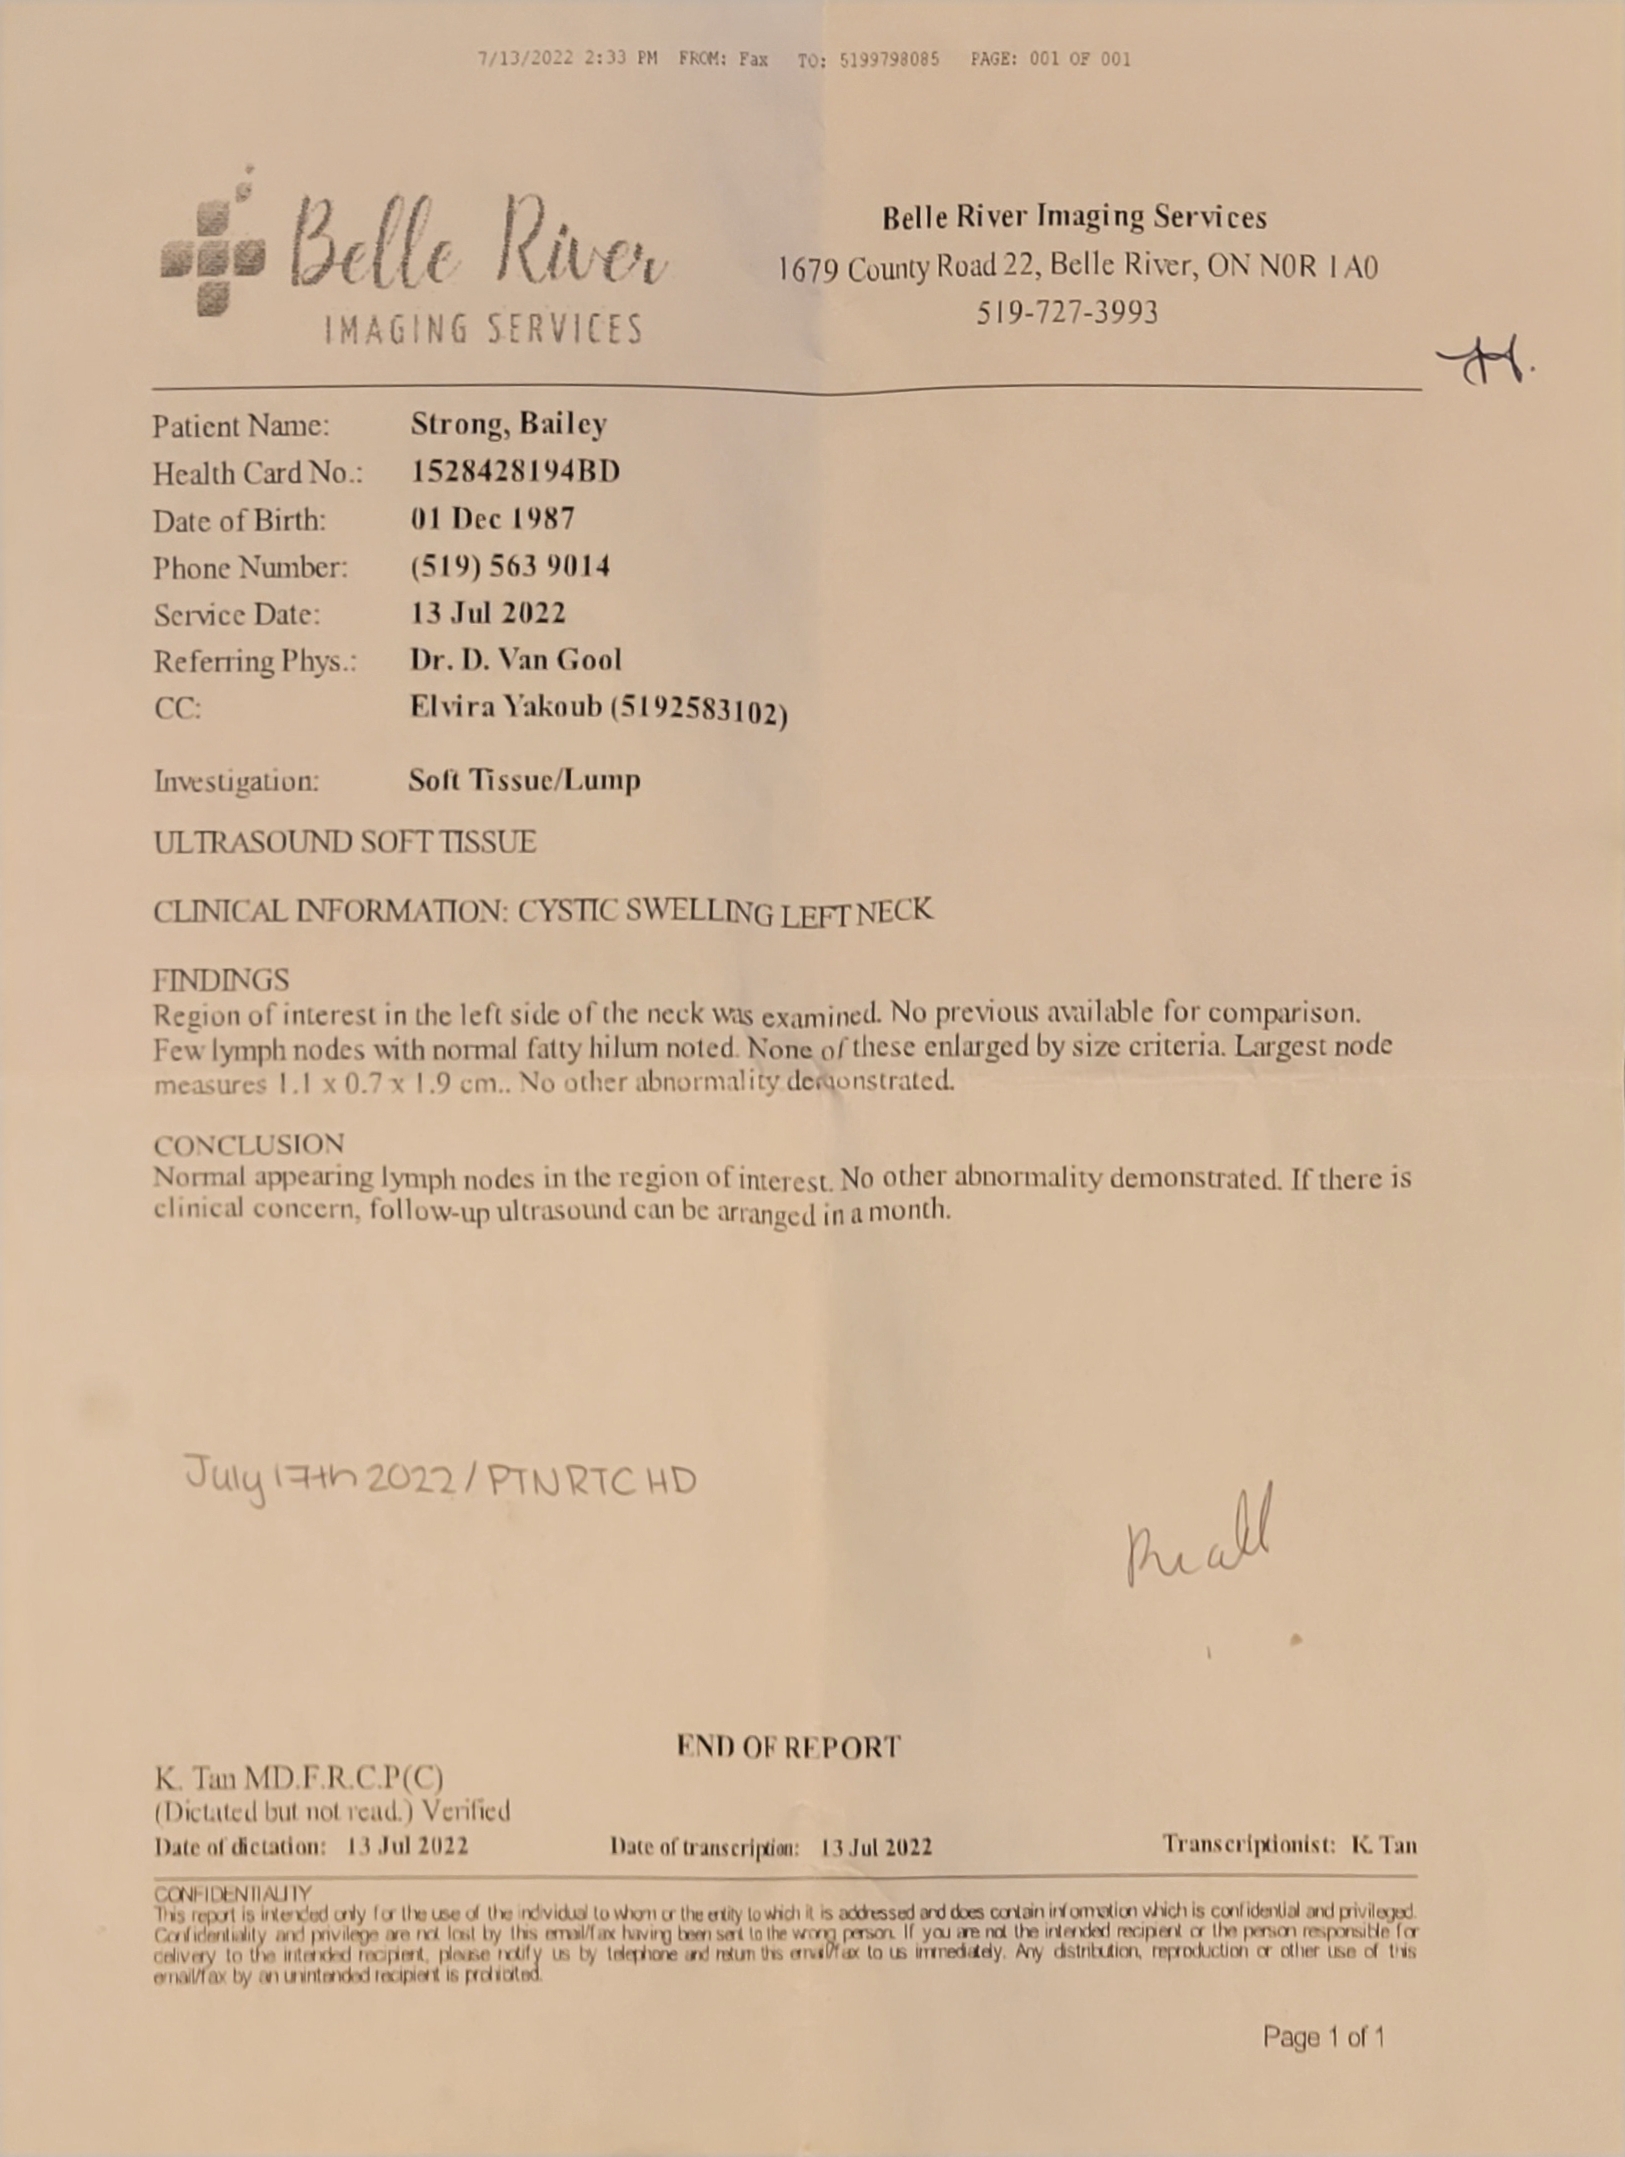 7/13/2022 2:33 PM FROM: Fax TO: 5199798085 PAGE: 001 OF 001
Belle River
IMAGING SERVICES
Belle River Imaging Services
1679 County Road 22, Belle River, ON N0R 1A0
519-727-3993
Patient Name: Strong, Bailey
Health Card No.: 1528428194BD
Date of Birth: 01 Dec 1987
Phone Number: (519) 563 9014
Service Date: 13 Jul 2022
Referring Phys.: Dr. D. Van Gool
CC: Elvira Yakoub (5192583102)
Investigation: Soft Tissue/Lump
ULTRASOUND SOFT TISSUE
CLINICAL INFORMATION: CYSTIC SWELLING LEFT NECK
FINDINGS
Region of interest in the left side of the neck was examined. No previous available for comparison.
Few lymph nodes with normal fatty hilum noted. None of these enlarged by size criteria. Largest node
measures 1.1 x 0.7 x 1.9 cm.. No other abnormality demonstrated.
CONCLUSION
Normal appearing lymph nodes in the region of interest. No other abnormality demonstrated. If there is
clinical concern, follow-up ultrasound can be arranged in a month.
July 17th 2022 / PTNRTC HD
END OF REPORT
K. Tan MD.F.R.C.P(C)
(Dictated but not read.) Verified
Date of dictation: 13 Jul 2022 Date of transcription: 13 Jul 2022 Transcriptionist: K. Tan
CONFIDENTIALITY
This report is intended only for the use of the individual to whom or the entity to which it is addressed and does contain information which is confidential and privileged.
Confidentiality and privilege are not lost by this email/fax having been sent to the wrong person. If you are not the intended recipient or the person responsible for
delivery to the intended recipient, please notify us by telephone and return this email/fax to us immediately. Any distribution, reproduction or other use of this
email/fax by an unintended recipient is prohibited.
Page 1 of 1